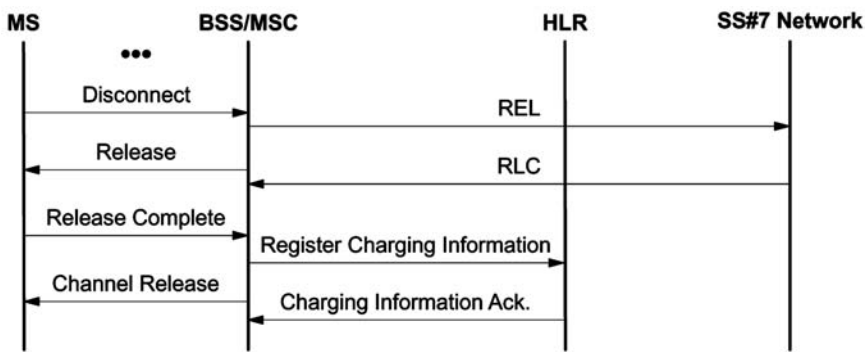 MS BSS/MSC HLR SS#7 Network
•••
Disconnect
REL
Release
RLC
Release Complete
Register Charging Information
Channel Release
Charging Information Ack.